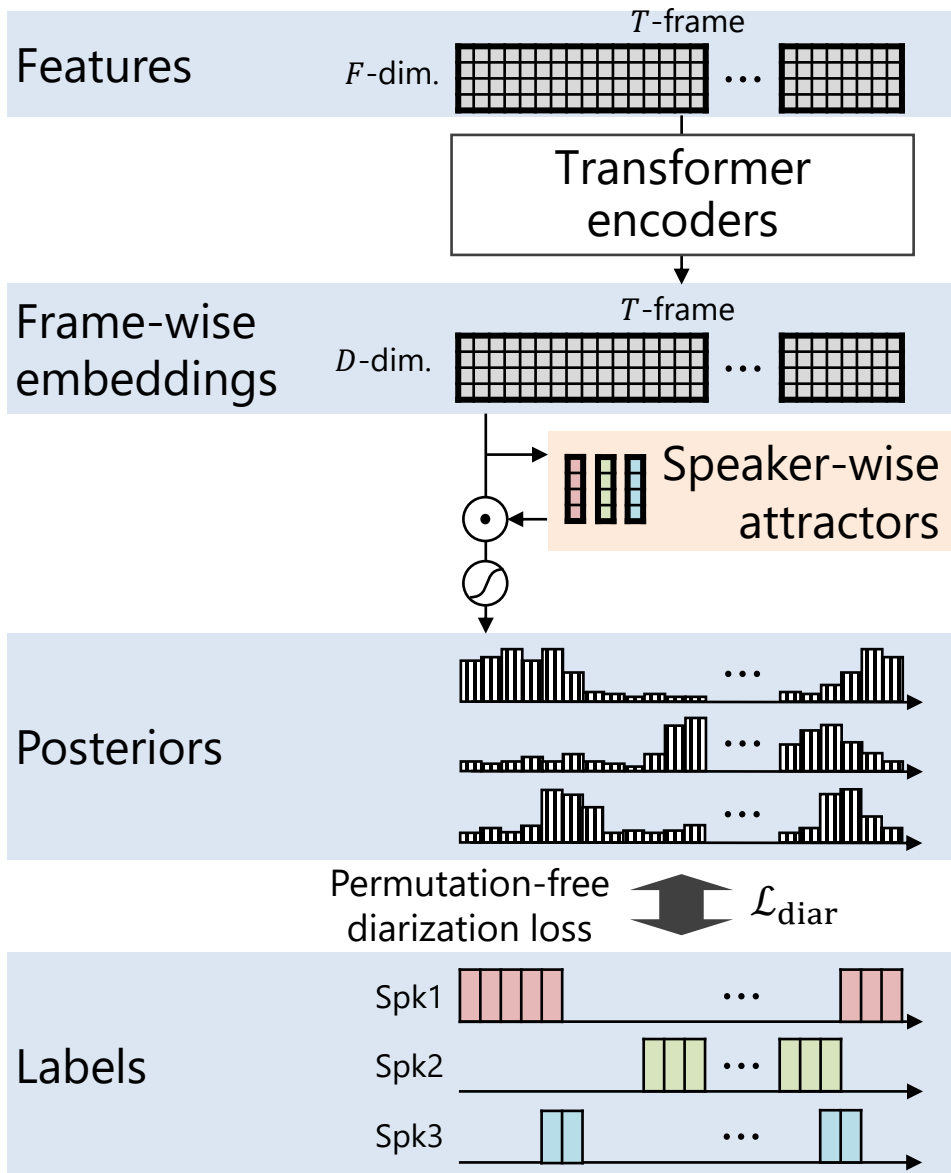 T-frame
Features
F-dim.
...
Transformer
encoders
Frame-wise
embeddings
T-frame
D-dim.
...
Speaker-wise
attractors
Posteriors
...
...
...
Permutation-free
diarization loss
ℒdiar
Labels
Spk1
...
Spk2
...
Spk3
...